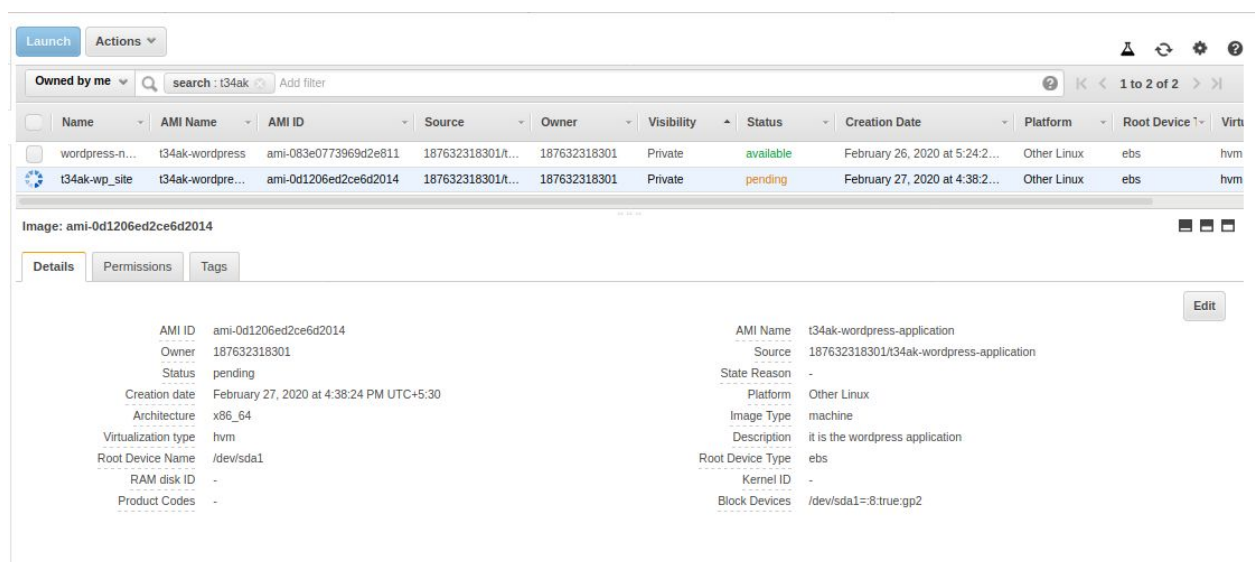 Launch Actions
Owned by me search : t34ak Add filter 1 to 2 of 2
Name AMI Name AMI ID Source Owner Visibility Status Creation Date Platform Root Device T Virtu
wordpress-n... t34ak-wordpress ami-083e0773969d2e811 187632318301/t... 187632318301 Private available February 26, 2020 at 5:24:2... Other Linux ebs hvm
t34ak-wp_site t34ak-wordpre... ami-0d1206ed2ce6d2014 187632318301/t... 187632318301 Private pending February 27, 2020 at 4:38:2... Other Linux ebs hvm
Image: ami-0d1206ed2ce6d2014
Details Permissions Tags
Edit
AMI ID ami-0d1206ed2ce6d2014 AMI Name t34ak-wordpress-application
Owner 187632318301 Source 187632318301/t34ak-wordpress-application
Status pending State Reason -
Creation date February 27, 2020 at 4:38:24 PM UTC+5:30 Platform Other Linux
Architecture x86_64 Image Type machine
Virtualization type hvm Description it is the wordpress application
Root Device Name /dev/sda1 Root Device Type ebs
RAM disk ID - Kernel ID -
Product Codes - Block Devices /dev/sda1=:8:true:gp2